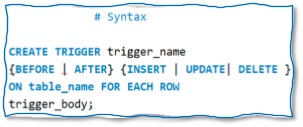 # Syntax
CREATE TRIGGER trigger_name
{BEFORE | AFTER} {INSERT | UPDATE| DELETE }
ON table_name FOR EACH ROW
trigger_body;